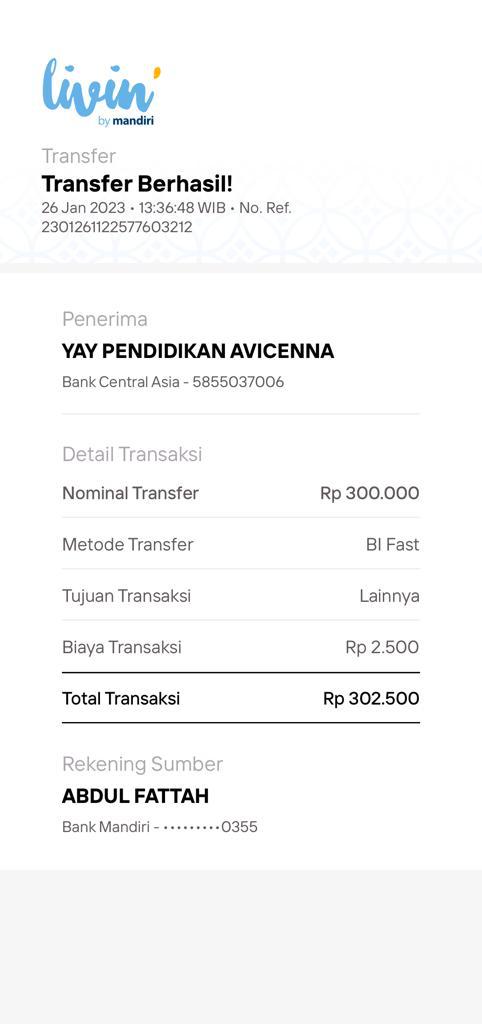 livin'
by mandiri
Transfer
Transfer Berhasil!
26 Jan 2023 • 13:36:48 WIB • No. Ref.
2301261122577603212
Penerima
YAY PENDIDIKAN AVICENNA
Bank Central Asia - 5855037006
Detail Transaksi
Nominal Transfer Rp 300.000
Metode Transfer BI Fast
Tujuan Transaksi Lainnya
Biaya Transaksi Rp 2.500
Total Transaksi Rp 302.500
Rekening Sumber
ABDUL FATTAH
Bank Mandiri - •••••••••0355